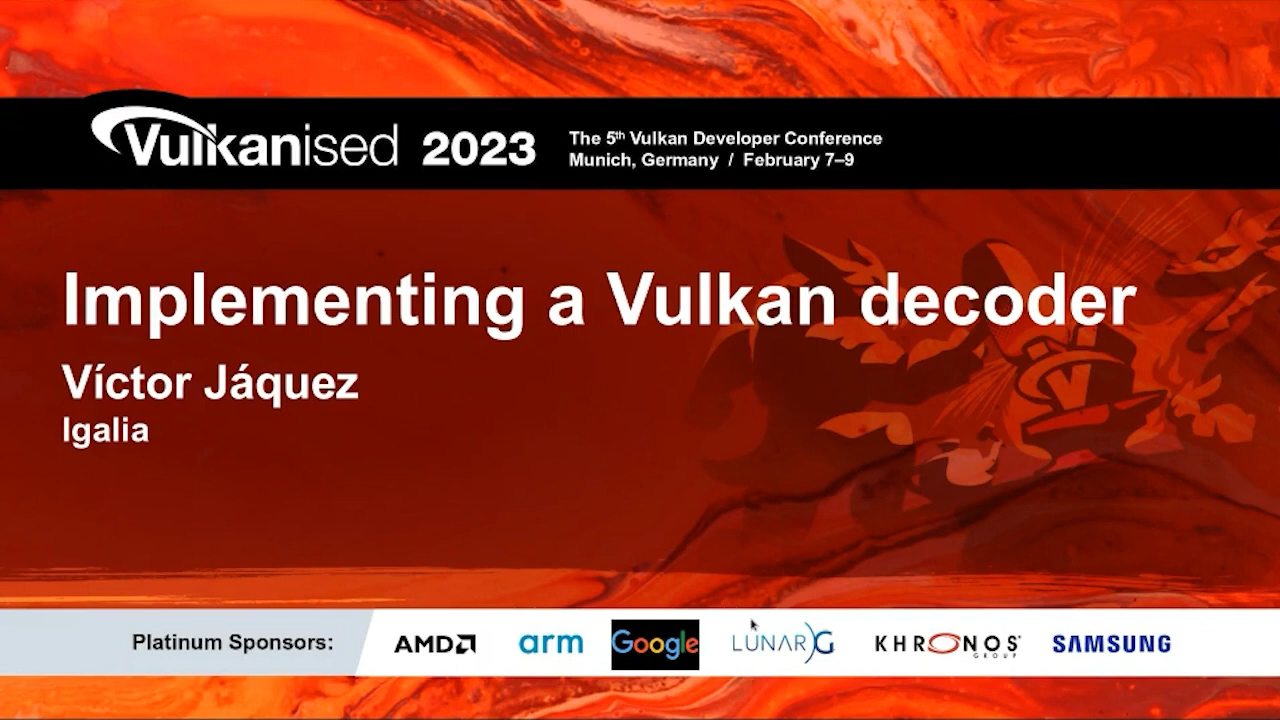 Vulkanised 2023
The 5th Vulkan Developer Conference
Munich, Germany / February 7–9
Implementing a Vulkan decoder
Víctor Jáquez
Igalia
Platinum Sponsors: AMD arm Google LUNARG KHRONOS GROUP SAMSUNG